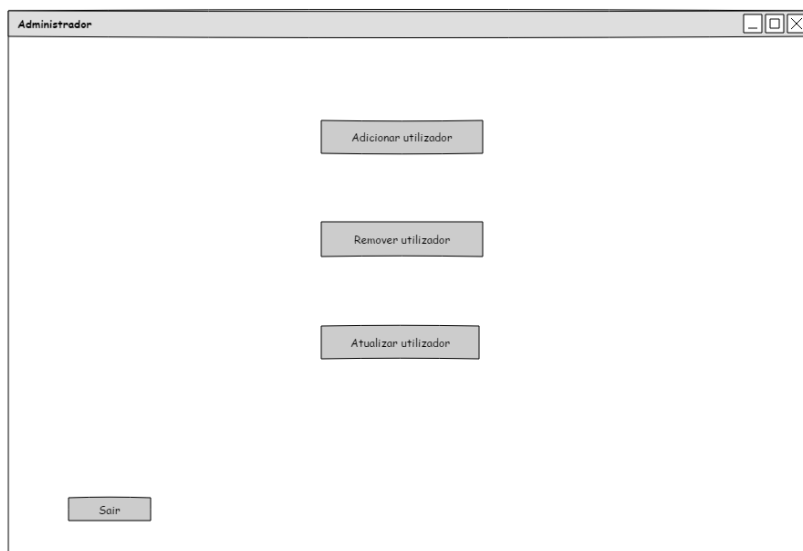 Administrador
Adicionar utilizador
Remover utilizador
Atualizar utilizador
Sair